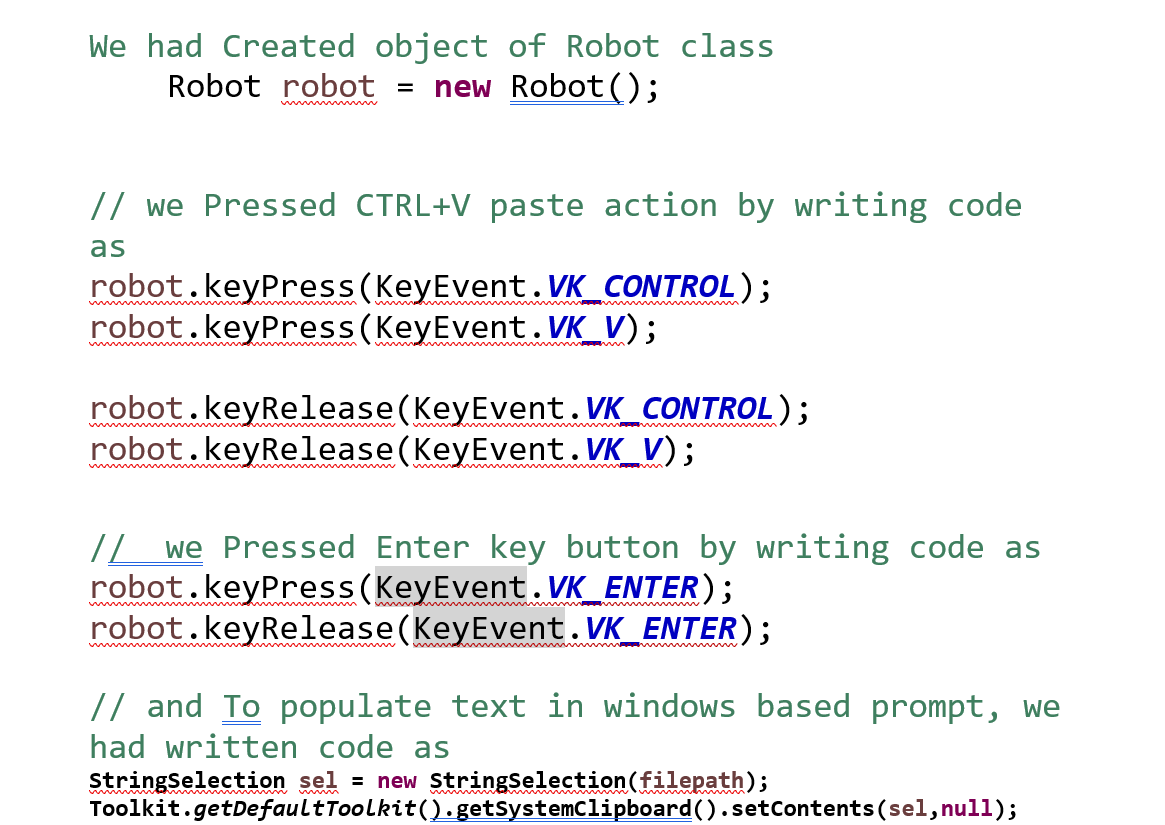 We had Created object of Robot class
Robot robot = new Robot();
// we Pressed CTRL+V paste action by writing code
as
robot.keyPress(KeyEvent.VK_CONTROL);
robot.keyPress(KeyEvent.VK_V);
robot.keyRelease(KeyEvent.VK_CONTROL);
robot.keyRelease(KeyEvent.VK_V);
//  we Pressed Enter key button by writing code as
robot.keyPress(KeyEvent.VK_ENTER);
robot.keyRelease(KeyEvent.VK_ENTER);
// and To populate text in windows based prompt, we
had written code as
StringSelection sel = new StringSelection(filepath);
Toolkit.getDefaultToolkit().getSystemClipboard().setContents(sel,null);